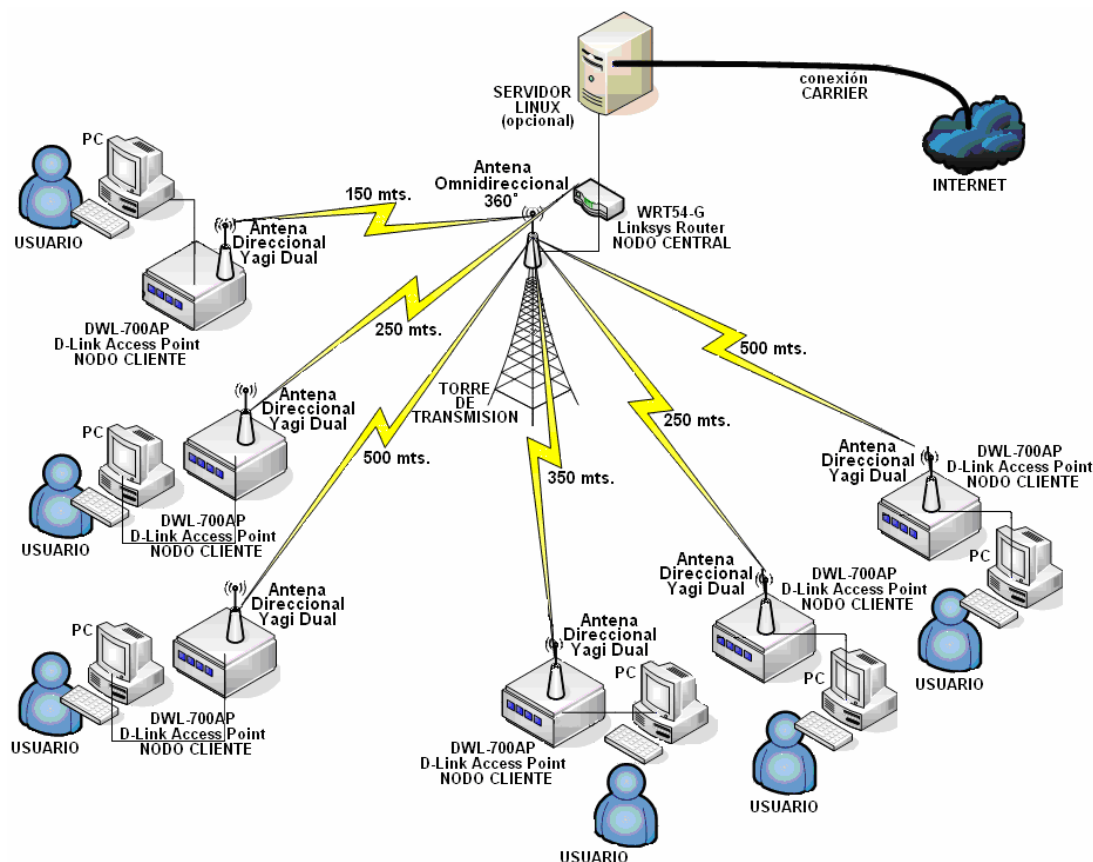 SERVIDOR
LINUX
(opcional)
conexión
CARRIER
INTERNET
PC
USUARIO
Antena
Omnidireccional
360°
WRT54-G
Linksys Router
NODO CENTRAL
150 mts.
Antena
Direccional
Yagi Dual
DWL-700AP
D-Link Access Point
NODO CLIENTE
250 mts.
TORRE
DE
TRANSMISION
500 mts.
Antena
Direccional
Yagi Dual
PC
USUARIO
DWL-700AP
D-Link Access Point
NODO CLIENTE
500 mts.
350 mts.
250 mts.
Antena
Direccional
Yagi Dual
DWL-700AP
D-Link Access Point
NODO CLIENTE
PC
USUARIO
Antena
Direccional
Yagi Dual
PC
USUARIO
DWL-700AP
D-Link Access Point
NODO CLIENTE
Antena
Direccional
Yagi Dual
PC
DWL-700AP
D-Link Access Point
NODO CLIENTE
USUARIO
Antena
Direccional
Yagi Dual
DWL-700AP
D-Link Access Point
NODO CLIENTE
PC
USUARIO